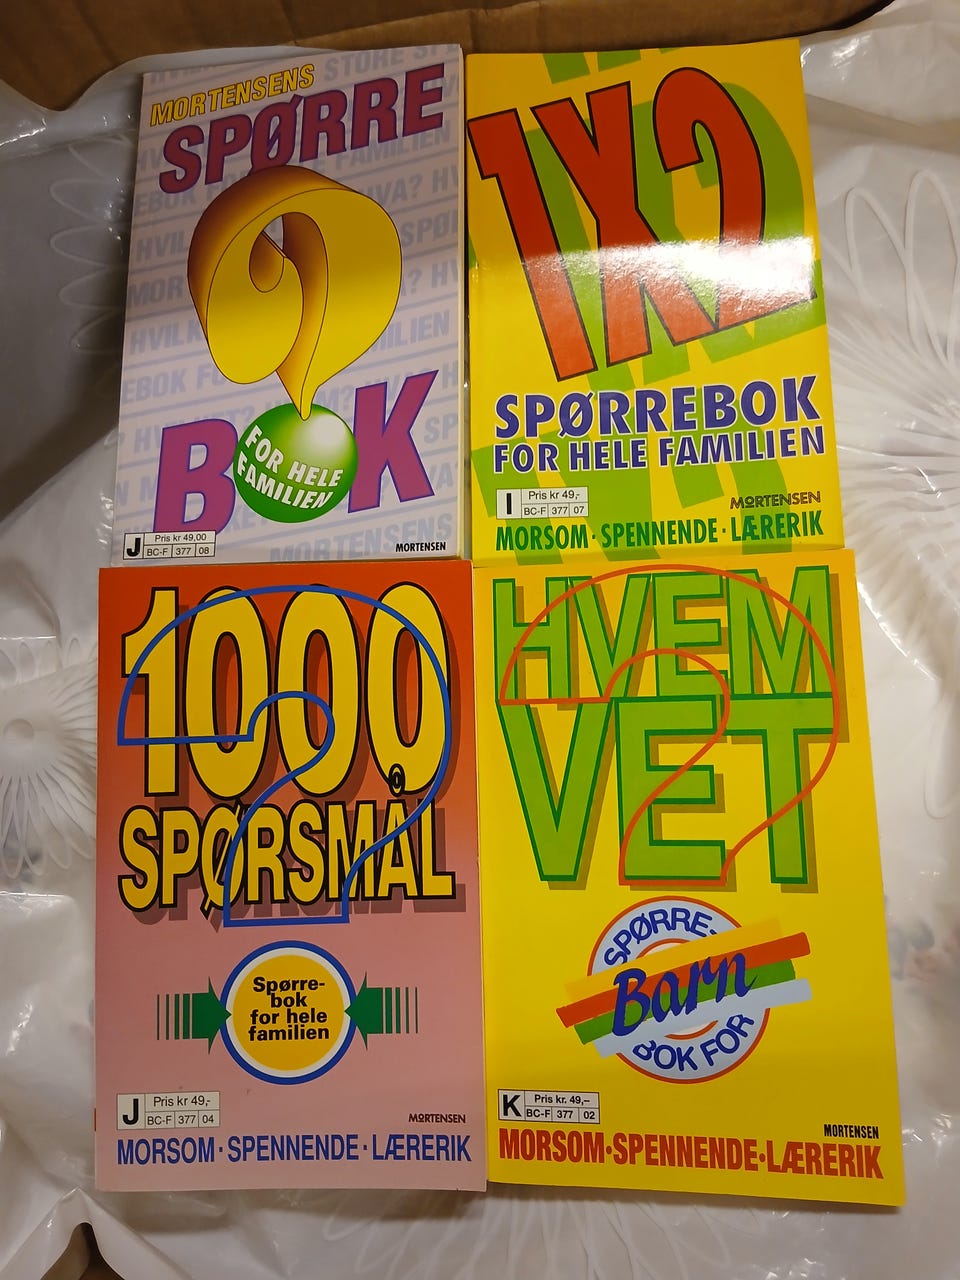 MORTENSENS
SPØRRE
BOK
FOR HELE
FAMILIEN
J
Pris kr 49,00
BC-F 377 08
MORTENSEN
1X2
SPØRREBOK
FOR HELE FAMILIEN
I
Pris kr 49,-
BC-F 377 07
MORTENSEN
MORSOM · SPENNENDE · LÆRERIK
1000
SPØRSMÅL
Spørre-
bok
for hele
familien
J
Pris kr 49,-
BC-F 377 04
MORTENSEN
MORSOM · SPENNENDE · LÆRERIK
HVEM
VET
?
SPØRRE-
BOK FOR
Barn
K
Pris kr. 49,–
BC-F 377 02
MORTENSEN
MORSOM•SPENNENDE•LÆRERIK